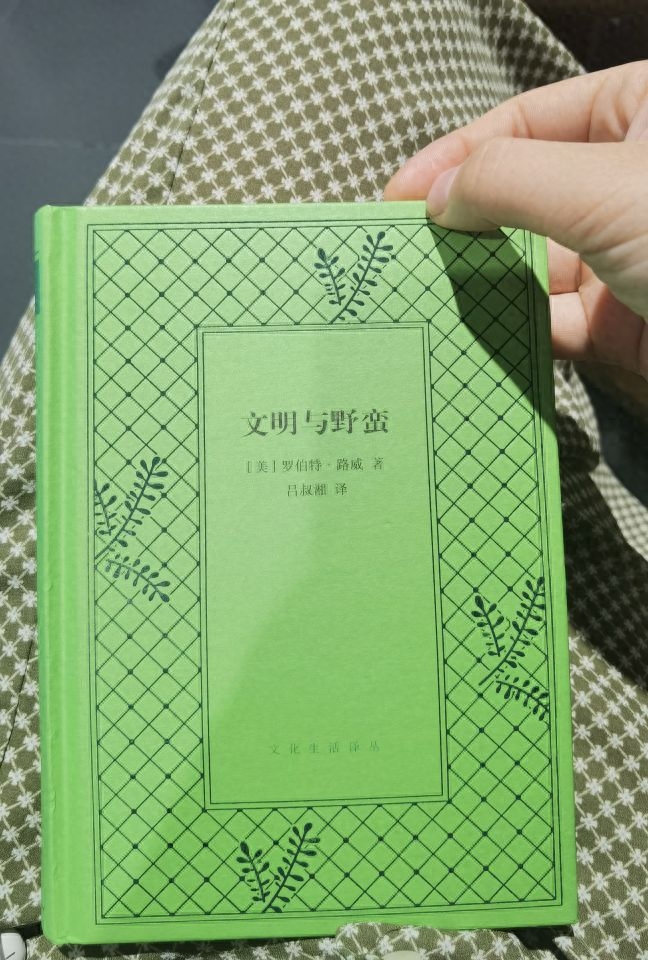 文明与野蛮
[美]罗伯特·路威 著
吕叔湘 译
文化生活译丛